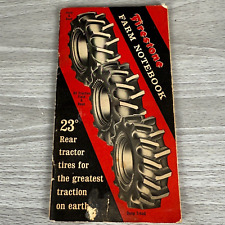 Firestone
FARM NOTEBOOK
23°
Rear
tractor
tires for
the greatest
traction
on earth